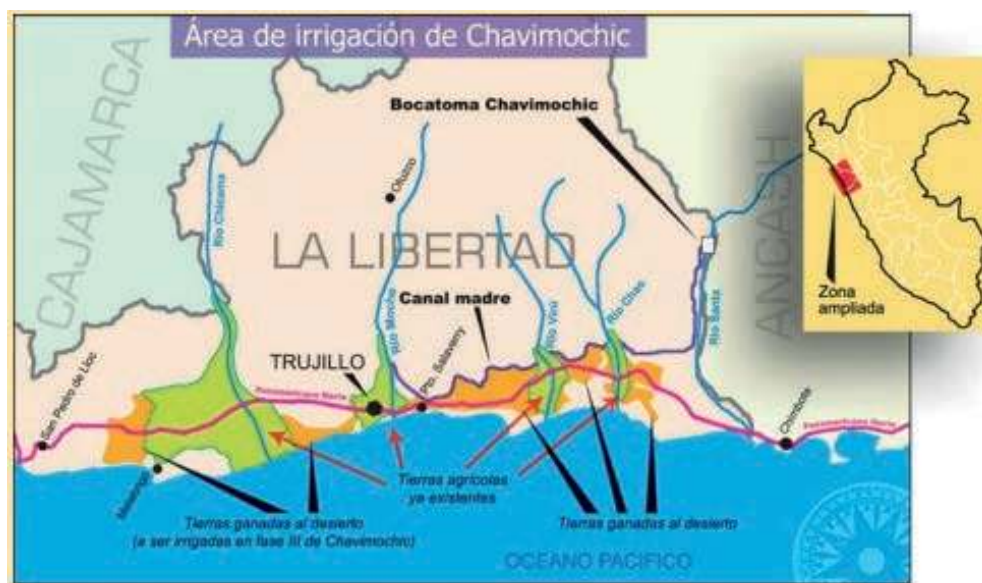 Área de irrigación de Chavimochic
Bocatoma Chavimochic
CAJAMARCA
LA LIBERTAD
ANCASH
Río Chicama
Otuzco
Río Moche
Canal madre
Río Virú
Río Chao
Río Santa
Zona
ampliada
San Pedro de Lloc
TRUJILLO
Pto. Salaverry
Panamericana Norte
Chimbote
Panamericana Norte
Tierras agrícolas
ya existentes
Tierras ganadas al desierto
(a ser irrigadas en fase III de Chavimochic)
Tierras ganadas al desierto
OCEANO PACIFICO